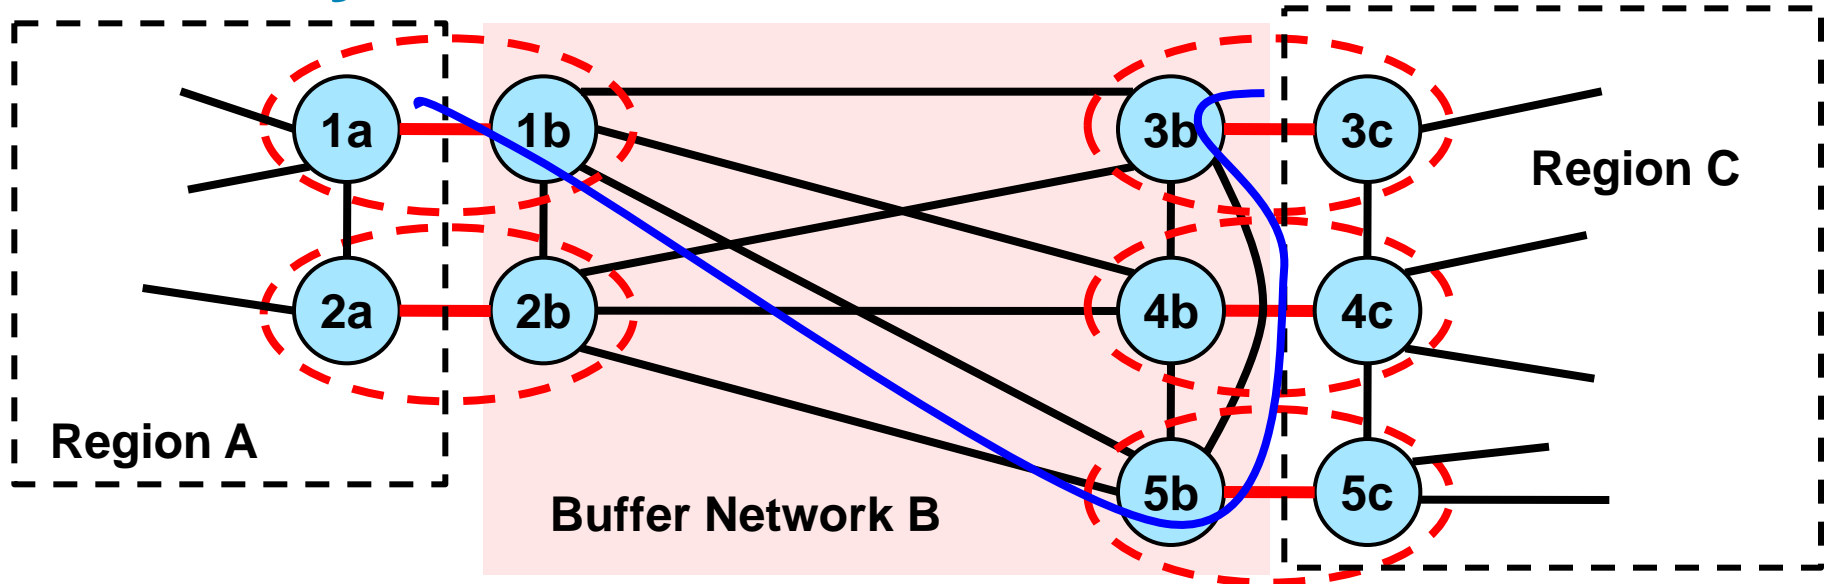 1a
1b
3b
3c
Region C
2a
2b
4b
4c
Region A
5b
5c
Buffer Network B